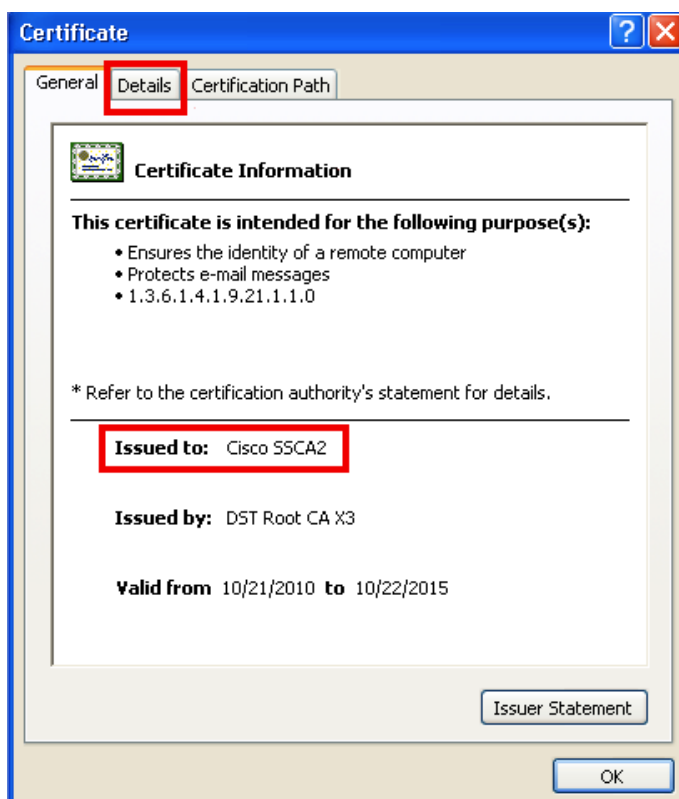 Certificate
General Details Certification Path
Certificate Information
This certificate is intended for the following purpose(s):
• Ensures the identity of a remote computer
• Protects e-mail messages
• 1.3.6.1.4.1.9.21.1.1.0
* Refer to the certification authority's statement for details.
Issued to: Cisco SSCA2
Issued by: DST Root CA X3
Valid from 10/21/2010 to 10/22/2015
Issuer Statement
OK